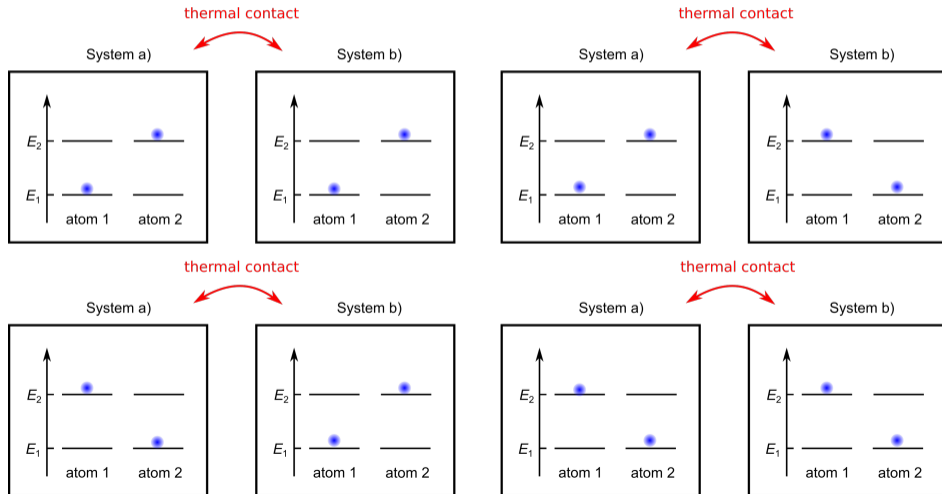 thermal contact
thermal contact
System a)
System b)
System a)
System b)
E2
E2
E2
E2
E1
E1
E1
E1
atom 1 atom 2
atom 1 atom 2
atom 1 atom 2
atom 1 atom 2
thermal contact
thermal contact
System a)
System b)
System a)
System b)
E2
E2
E2
E2
E1
E1
E1
E1
atom 1 atom 2
atom 1 atom 2
atom 1 atom 2
atom 1 atom 2